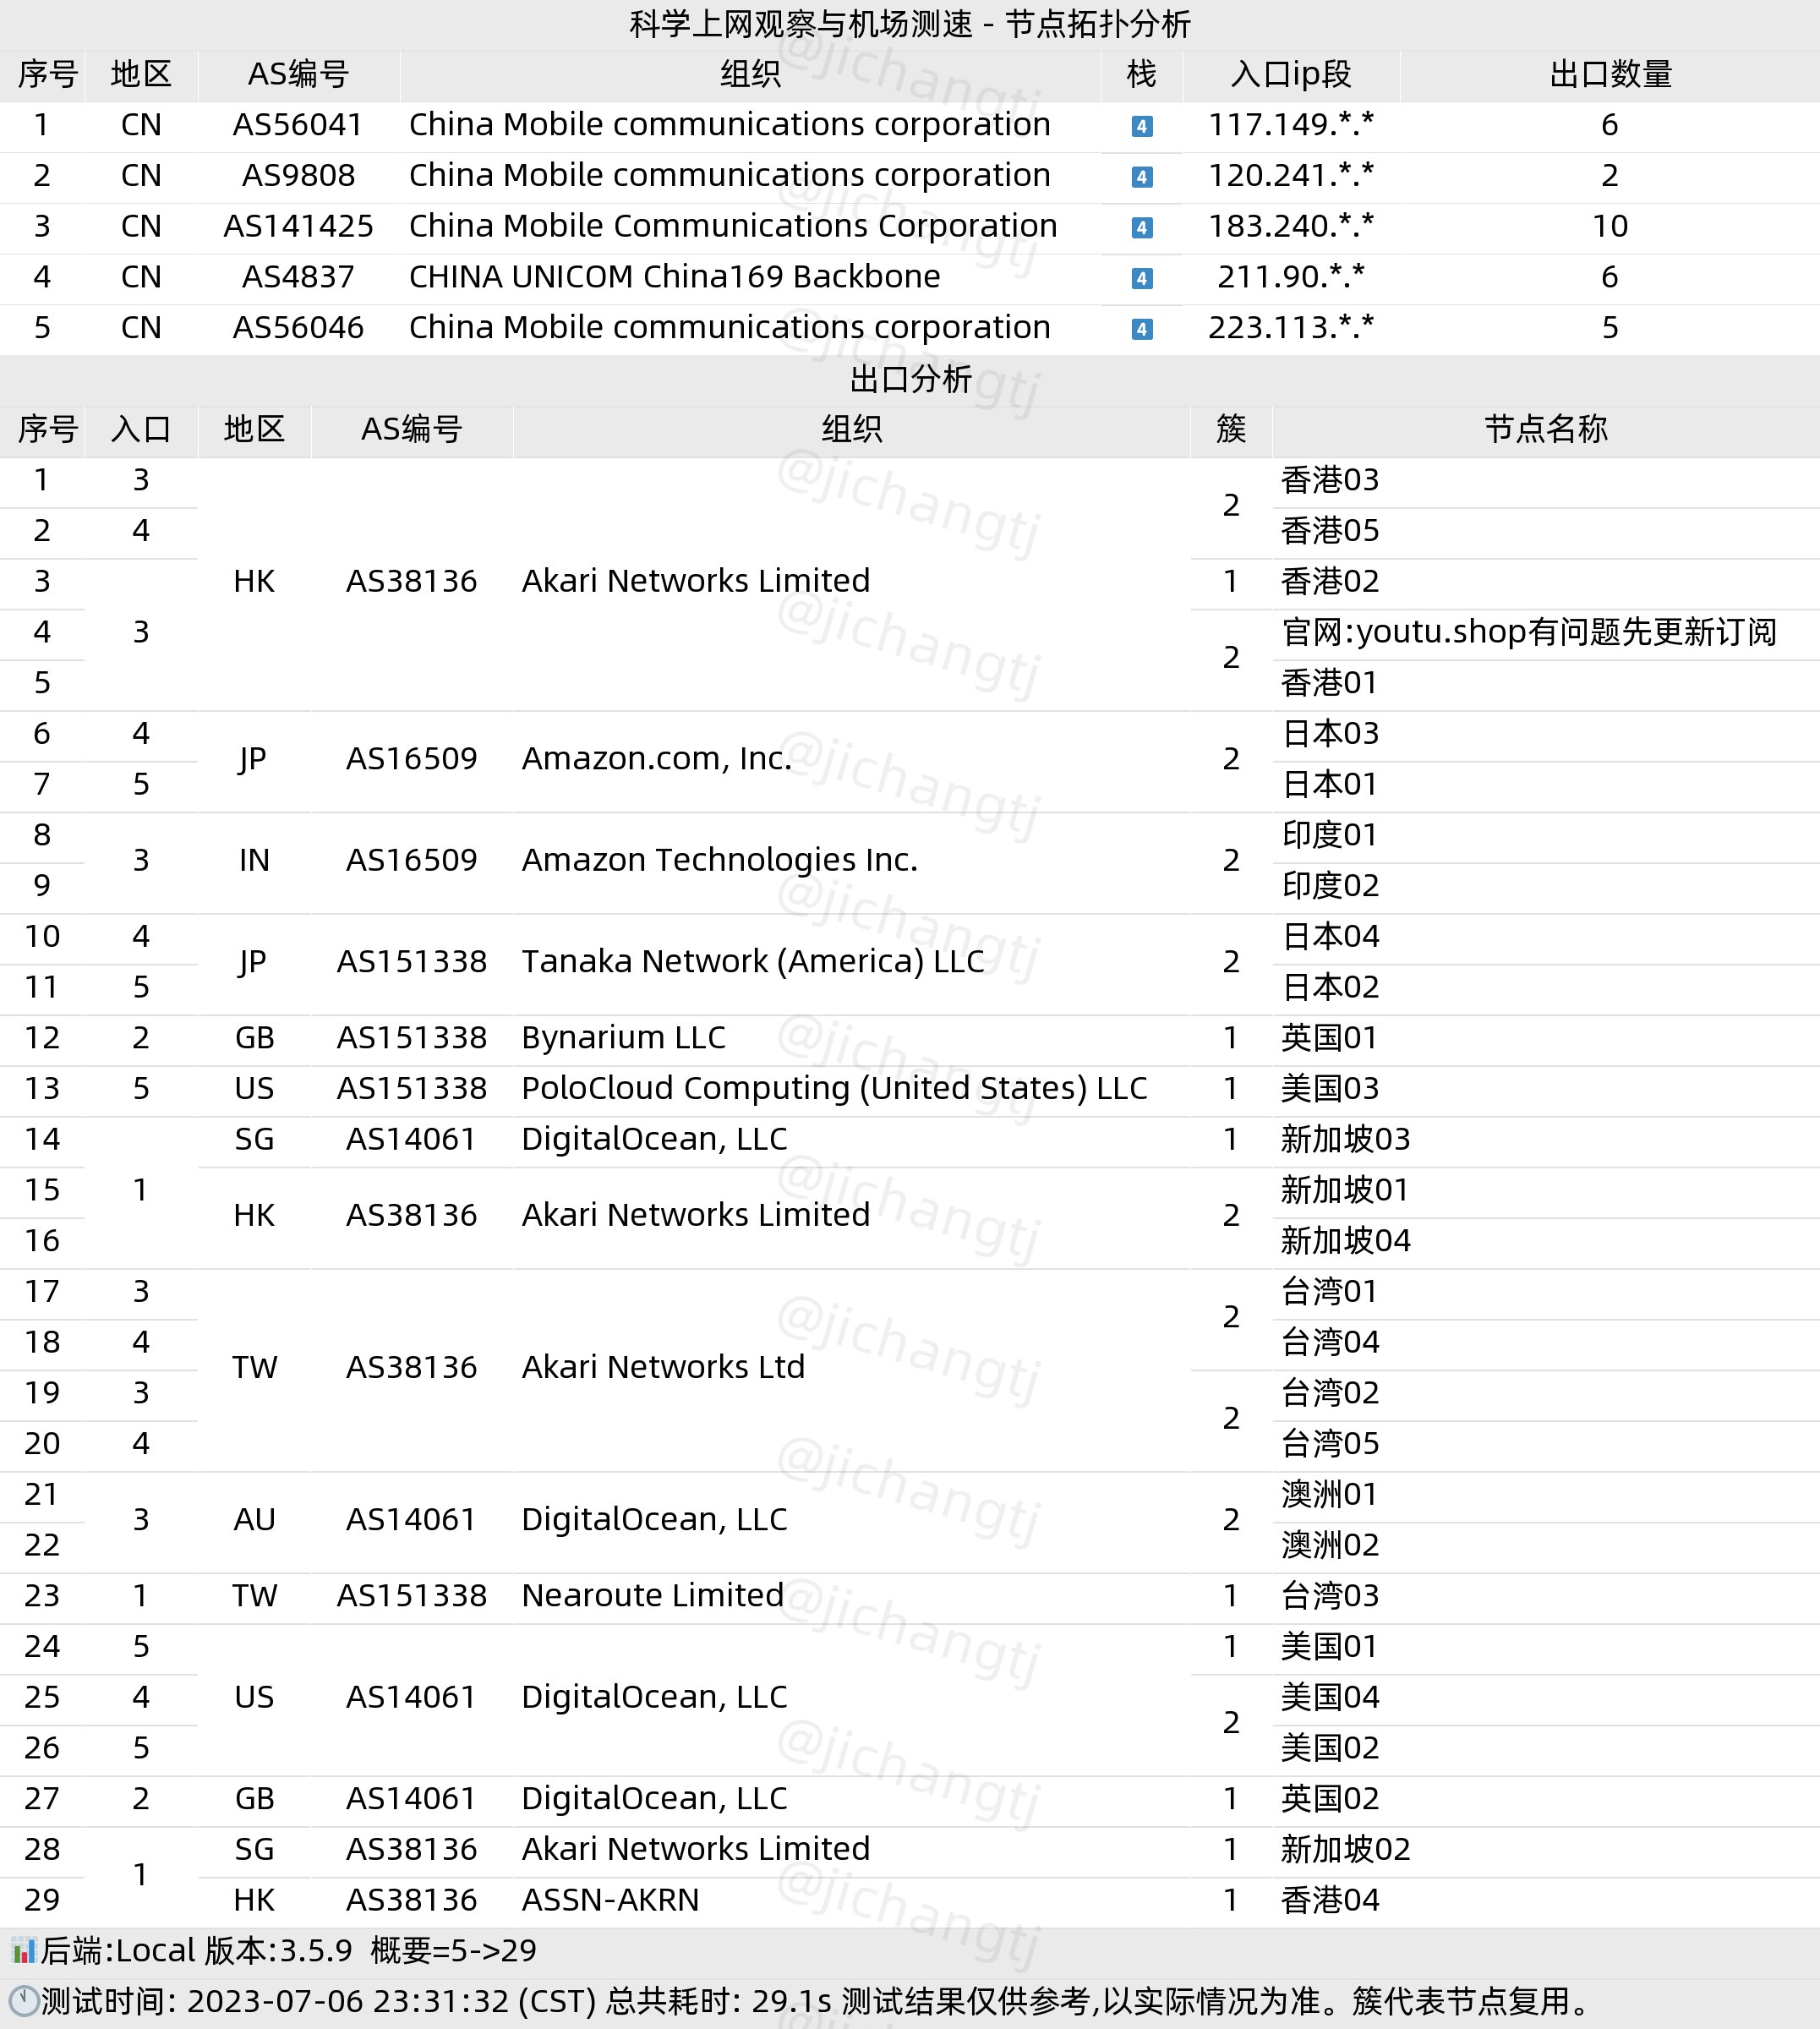 科学上网观察与机场测速 - 节点拓扑分析
序号 地区 AS编号 组织 栈 入口ip段 出口数量
1 CN AS56041 China Mobile communications corporation 4 117.149.*.* 6
2 CN AS9808 China Mobile communications corporation 4 120.241.*.* 2
3 CN AS141425 China Mobile Communications Corporation 4 183.240.*.* 10
4 CN AS4837 CHINA UNICOM China169 Backbone 4 211.90.*.* 6
5 CN AS56046 China Mobile communications corporation 4 223.113.*.* 5
出口分析
序号 入口 地区 AS编号 组织 簇 节点名称
1 3 HK AS38136 Akari Networks Limited 2 香港03
2 4 香港05
3 3 1 香港02
4 2 官网:youtu.shop有问题先更新订阅
5 香港01
6 4 JP AS16509 Amazon.com, Inc. 2 日本03
7 5 日本01
8 3 IN AS16509 Amazon Technologies Inc. 2 印度01
9 印度02
10 4 JP AS151338 Tanaka Network (America) LLC 2 日本04
11 5 日本02
12 2 GB AS151338 Bynarium LLC 1 英国01
13 5 US AS151338 PoloCloud Computing (United States) LLC 1 美国03
14 1 SG AS14061 DigitalOcean, LLC 1 新加坡03
15 HK AS38136 Akari Networks Limited 2 新加坡01
16 新加坡04
17 3 TW AS38136 Akari Networks Ltd 2 台湾01
18 4 台湾04
19 3 2 台湾02
20 4 台湾05
21 3 AU AS14061 DigitalOcean, LLC 2 澳洲01
22 澳洲02
23 1 TW AS151338 Nearoute Limited 1 台湾03
24 5 US AS14061 DigitalOcean, LLC 1 美国01
25 4 2 美国04
26 5 美国02
27 2 GB AS14061 DigitalOcean, LLC 1 英国02
28 1 SG AS38136 Akari Networks Limited 1 新加坡02
29 HK AS38136 ASSN-AKRN 1 香港04
后端:Local 版本:3.5.9 概要=5->29
测试时间: 2023-07-06 23:31:32 (CST) 总共耗时: 29.1s 测试结果仅供参考,以实际情况为准。簇代表节点复用。
@jichangtj
@jichangtj
@jichangtj
@jichangtj
@jichangtj
@jichangtj
@jichangtj
@jichangtj
@jichangtj
@jichangtj
@jichangtj
@jichangtj
@jichangtj
@jichangtj